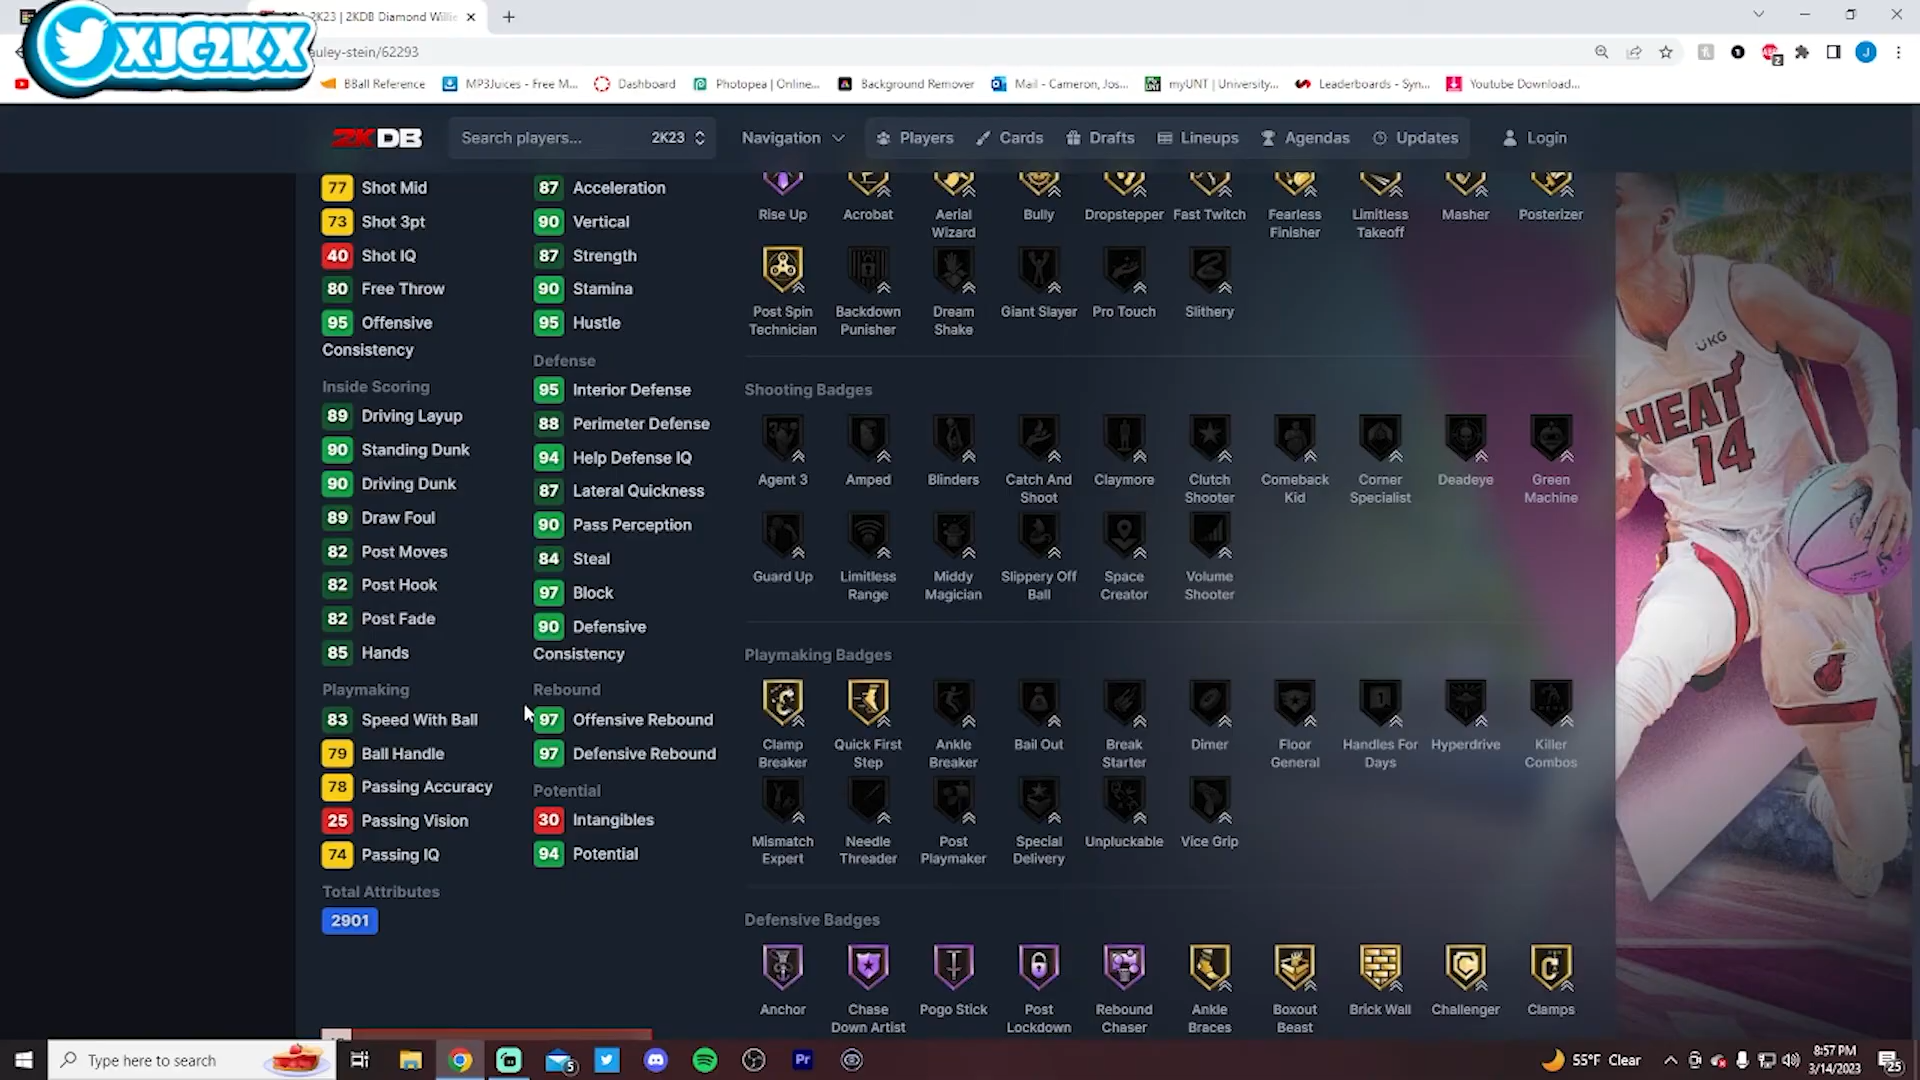 XJC2KX
2K23 | 2KDB Diamond Willie
auley-stein/62293
BBall Reference
MP3Juices - Free M...
Dashboard
Photopea | Online...
Background Remover
Mail - Cameron, Jos...
myUNT | University...
Leaderboards - Syn...
Youtube Download...
2KDB
Search players...
2K23
Navigation
Players
Cards
Drafts
Lineups
Agendas
Updates
Login
77 Shot Mid
73 Shot 3pt
40 Shot IQ
80 Free Throw
95 Offensive
Consistency
Inside Scoring
89 Driving Layup
90 Standing Dunk
90 Driving Dunk
89 Draw Foul
82 Post Moves
82 Post Hook
82 Post Fade
85 Hands
Playmaking
83 Speed With Ball
79 Ball Handle
78 Passing Accuracy
25 Passing Vision
74 Passing IQ
Total Attributes
2901
87 Acceleration
90 Vertical
87 Strength
90 Stamina
95 Hustle
Defense
95 Interior Defense
88 Perimeter Defense
94 Help Defense IQ
87 Lateral Quickness
90 Pass Perception
84 Steal
97 Block
90 Defensive
Consistency
Rebound
97 Offensive Rebound
97 Defensive Rebound
Potential
30 Intangibles
94 Potential
Rise Up
Acrobat
Aerial
Wizard
Bully
Dropstepper
Fast Twitch
Fearless
Finisher
Limitless
Takeoff
Masher
Posterizer
Post Spin
Technician
Backdown
Punisher
Dream
Shake
Giant Slayer
Pro Touch
Slithery
Shooting Badges
Agent 3
Amped
Blinders
Catch And
Shoot
Claymore
Clutch
Shooter
Comeback
Kid
Corner
Specialist
Deadeye
Green
Machine
Guard Up
Limitless
Range
Middy
Magician
Slippery Off
Ball
Space
Creator
Volume
Shooter
Playmaking Badges
Clamp
Breaker
Quick First
Step
Ankle
Breaker
Bail Out
Break
Starter
Dimer
Floor
General
Handles For
Days
Hyperdrive
Killer
Combos
Mismatch
Expert
Needle
Threader
Post
Playmaker
Special
Delivery
Unpluckable
Vice Grip
Defensive Badges
Anchor
Chase
Down Artist
Pogo Stick
Post
Lockdown
Rebound
Chaser
Ankle
Braces
Boxout
Beast
Brick Wall
Challenger
Clamps
UKG
HEAT
14
Type here to search
5
Pr
55°F Clear
8:57 PM
3/14/2023
25